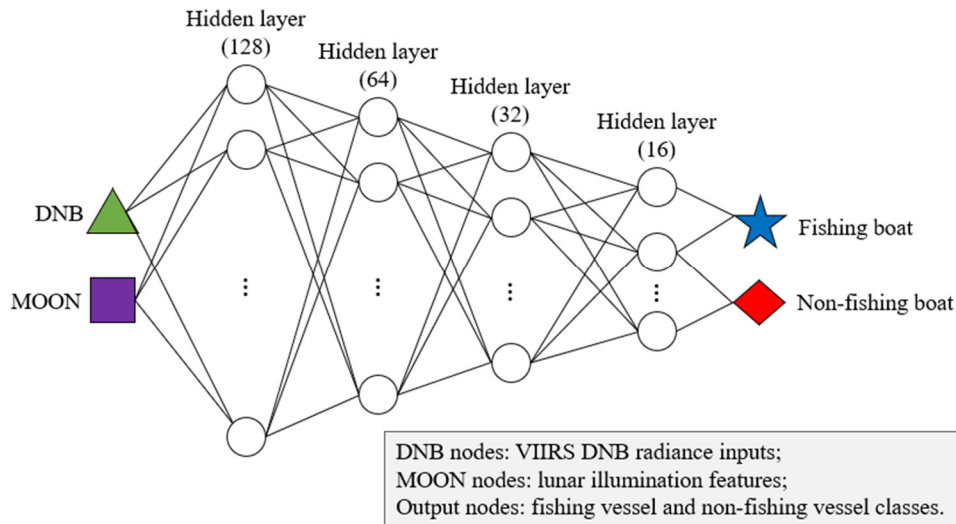 Hidden layer
(128)
Hidden layer
(64)
Hidden layer
(32)
Hidden layer
(16)
DNB
MOON
Fishing boat
Non-fishing boat
DNB nodes: VIIRS DNB radiance inputs;
MOON nodes: lunar illumination features;
Output nodes: fishing vessel and non-fishing vessel classes.